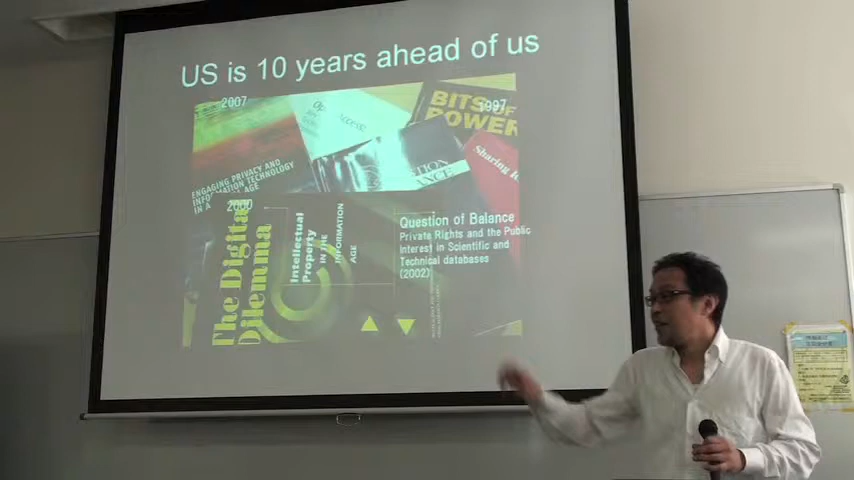 US is 10 years ahead of us
2007
1997
BITS OF
POWER
ENGAGING PRIVACY AND
INFORMATION TECHNOLOGY
IN A
AGE
Sharing
2000
The Digital
Dilemma
Intellectual
Property
IN THE
INFORMATION
AGE
Question of Balance
Private Rights and the Public
Interest in Scientific and
Technical databases
(2002)